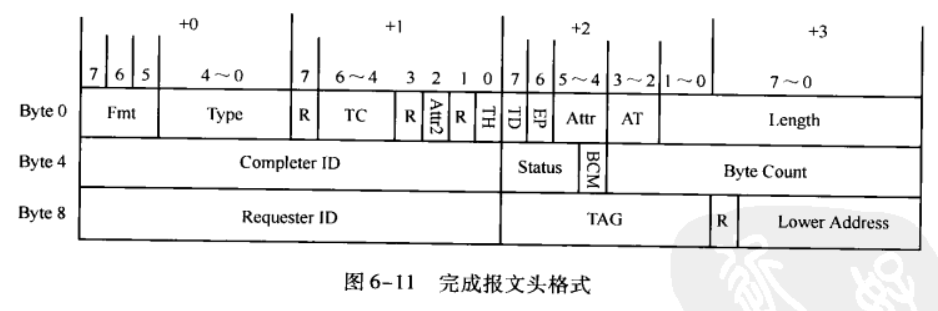 +0 +1 +2 +3
7 6 5 4～0 7 6～4 3 2 1 0 7 6 5～4 3～2 1～0 7～0
Byte 0 Fmt Type R TC R Attr2 R TH TD EP Attr AT Length
Byte 4 Completer ID Status BCM Byte Count
Byte 8 Requester ID TAG R Lower Address
图 6-11 完成报文头格式